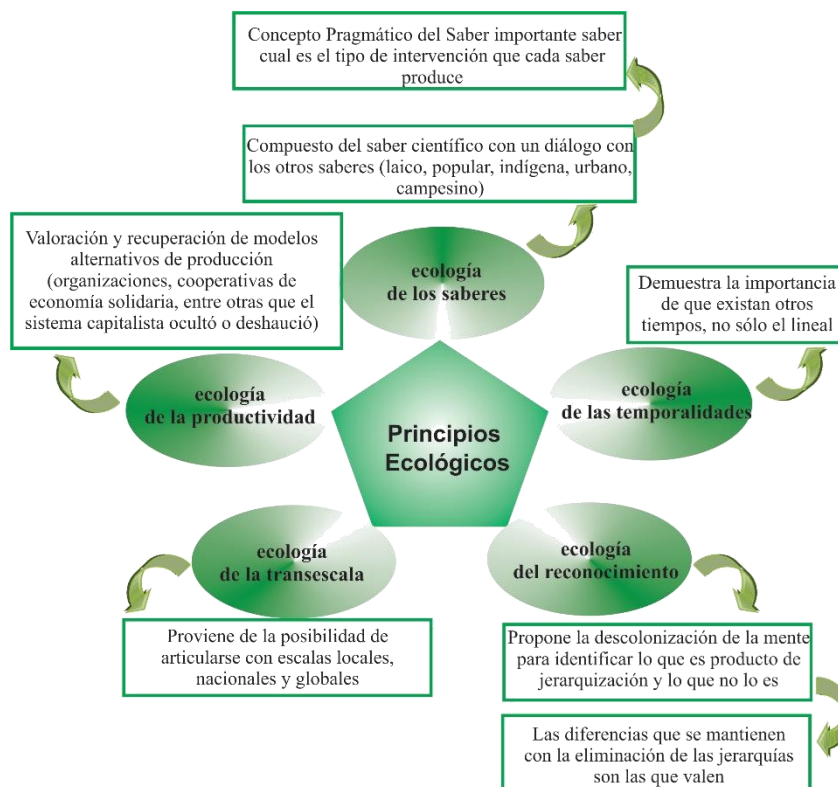 Concepto Pragmático del Saber importante saber
cual es el tipo de intervención que cada saber
produce
Compuesto del saber científico con un diálogo con
los otros saberes (laico, popular, indígena, urbano,
campesino)
Valoración y recuperación de modelos
alternativos de producción
(organizaciones, cooperativas de
economía solidaria, entre otras que el
sistema capitalista ocultó o deshaució)
ecología
de los saberes
Demuestra la importancia
de que existan otros
tiempos, no sólo el lineal
ecología
de la productividad
ecología
de las temporalidades
Principios
Ecológicos
ecología
de la transescala
ecología
del reconocimiento
Proviene de la posibilidad de
articularse con escalas locales,
nacionales y globales
Propone la descolonización de la mente
para identificar lo que es producto de
jerarquización y lo que no lo es
Las diferencias que se mantienen
con la eliminación de las jerarquías
son las que valen